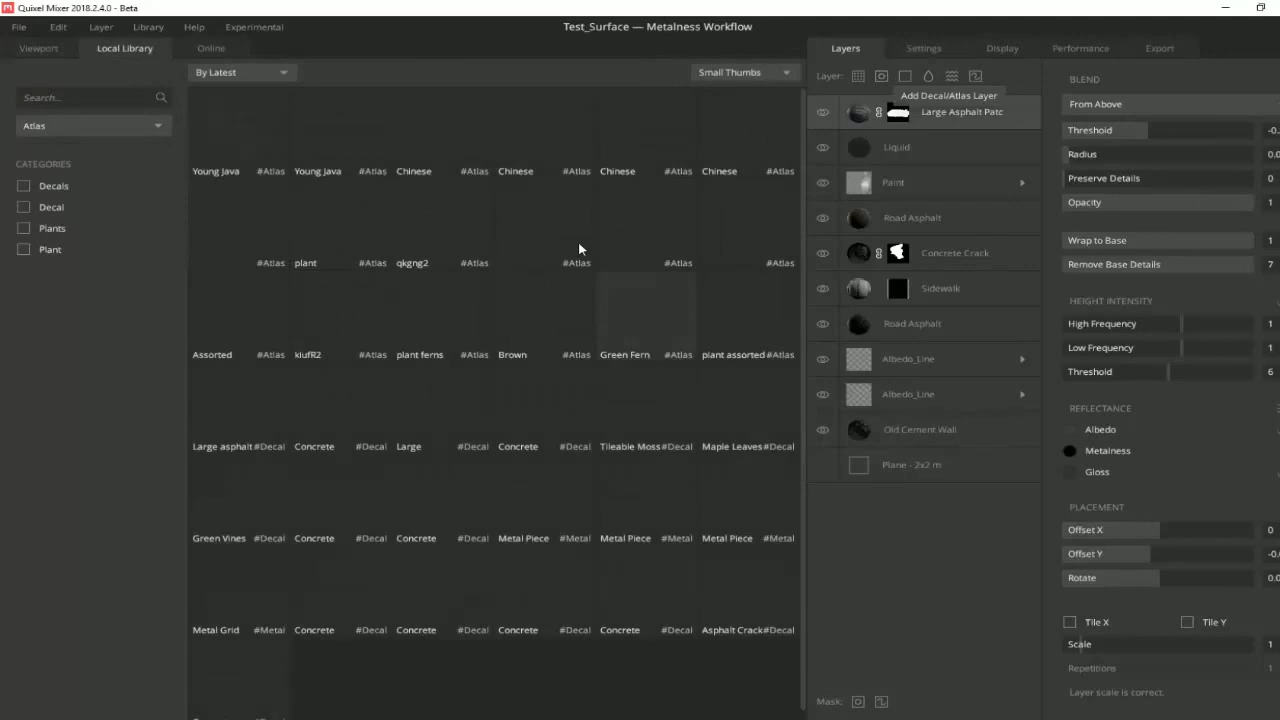 Quixel Mixer 2018.2.4.0 - Beta
File Edit Layer Library Help Experimental
Test_Surface — Metalness Workflow
Viewport Local Library Online
Layers Settings Display Performance Export
Search...
Atlas
CATEGORIES
Decals
Decal
Plants
Plant
By Latest Small Thumbs
Young Java #Atlas Young Java #Atlas Chinese #Atlas Chinese #Atlas Chinese #Atlas Chinese #Atlas
#Atlas plant #Atlas qkgng2 #Atlas #Atlas #Atlas #Atlas
Assorted #Atlas kiufR2 #Atlas plant ferns #Atlas Brown #Atlas Green Fern #Atlas plant assorted #Atlas
Large asphalt #Decal Concrete #Decal Large #Decal Concrete #Decal Tileable Moss #Decal Maple Leaves #Decal
Green Vines #Decal Concrete #Decal Concrete #Decal Metal Piece #Metal Metal Piece #Metal Metal Piece #Metal
Metal Grid #Metal Concrete #Decal Concrete #Decal Concrete #Decal Concrete #Decal Asphalt Crack #Decal
Layer:
Add Decal/Atlas Layer
Large Asphalt Patc
Liquid
Paint
Road Asphalt
Concrete Crack
Sidewalk
Road Asphalt
Albedo_Line
Albedo_Line
Old Cement Wall
Plane - 2x2 m
Mask:
BLEND
From Above
Threshold -0.
Radius 0.0
Preserve Details 0
Opacity 1
Wrap to Base 1
Remove Base Details 7
HEIGHT INTENSITY
High Frequency 1
Low Frequency 1
Threshold 6
REFLECTANCE
Albedo
Metalness
Gloss
PLACEMENT
Offset X 0
Offset Y -0.
Rotate 0.0
Tile X Tile Y
Scale 1
Repetitions 1
Layer scale is correct.